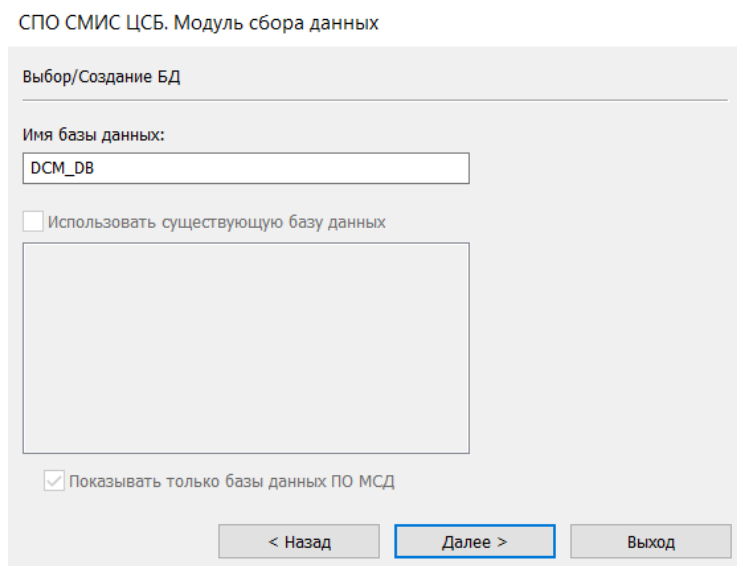 СПО СМИС ЦСБ. Модуль сбора данных
Выбор/Создание БД
Имя базы данных:
DCM_DB
Использовать существующую базу данных
Показывать только базы данных ПО МСД
< Назад
Далее >
Выход